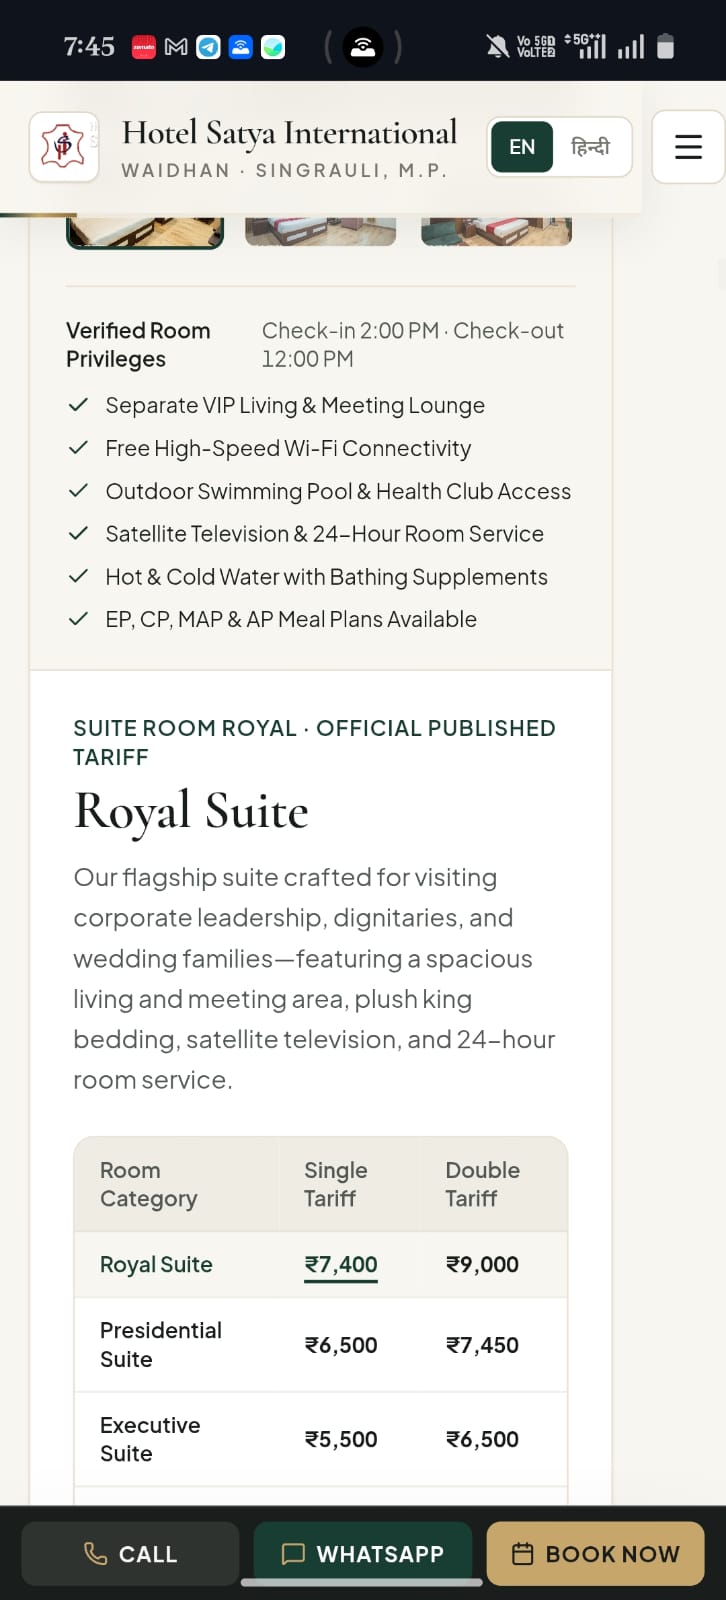 7:45
zomato
Vo 5G D
VoLTE 2
5G++
Hotel Satya International
WAIDHAN · SINGRAULI, M.P.
EN
हिन्दी
Verified Room
Privileges
Check-in 2:00 PM · Check-out
12:00 PM
Separate VIP Living & Meeting Lounge
Free High-Speed Wi-Fi Connectivity
Outdoor Swimming Pool & Health Club Access
Satellite Television & 24–Hour Room Service
Hot & Cold Water with Bathing Supplements
EP, CP, MAP & AP Meal Plans Available
SUITE ROOM ROYAL · OFFICIAL PUBLISHED
TARIFF
Royal Suite
Our flagship suite crafted for visiting
corporate leadership, dignitaries, and
wedding families—featuring a spacious
living and meeting area, plush king
bedding, satellite television, and 24–hour
room service.
Room
Category
Single
Tariff
Double
Tariff
Royal Suite ₹7,400 ₹9,000
Presidential
Suite
₹6,500 ₹7,450
Executive
Suite
₹5,500 ₹6,500
CALL
WHATSAPP
BOOK NOW